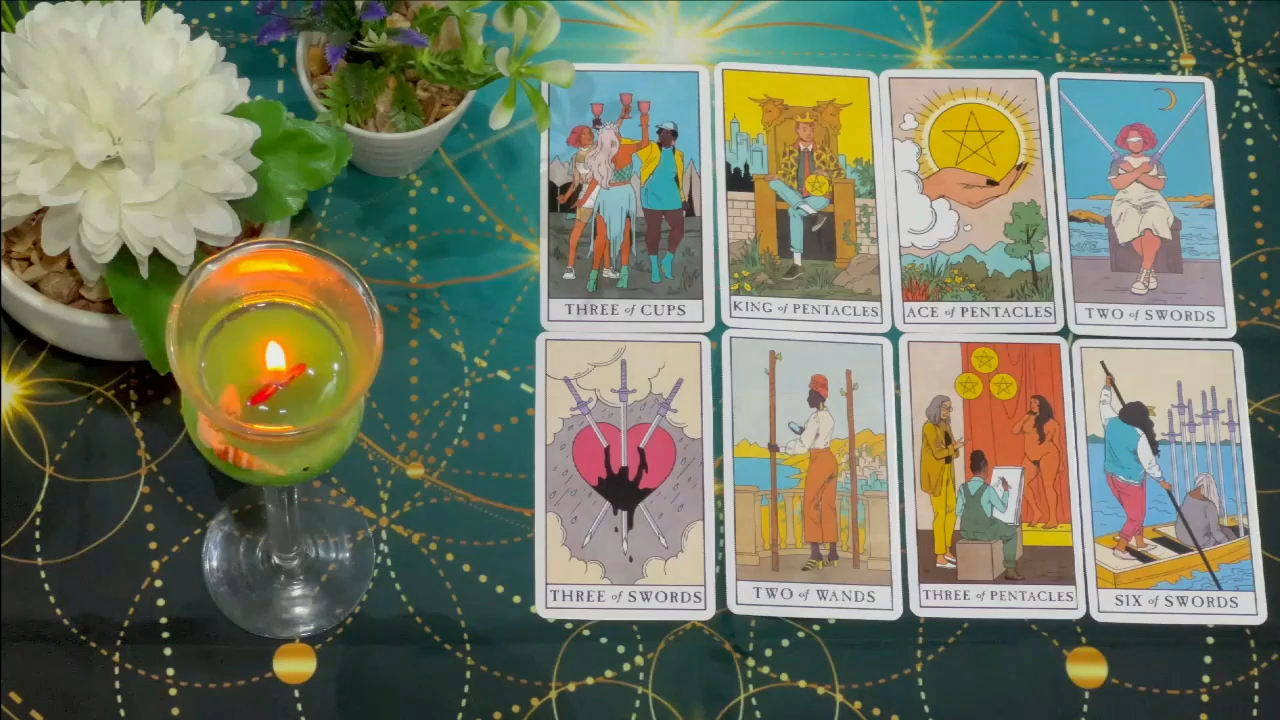 THREE of CUPS
KING of PENTACLES
ACE of PENTACLES
TWO of SWORDS
THREE of SWORDS
TWO of WANDS
THREE of PENTACLES
SIX of SWORDS